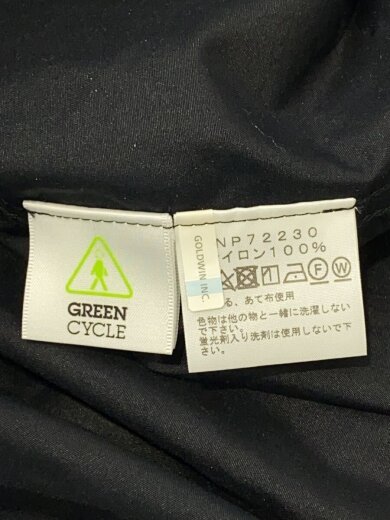 GREEN
CYCLE
GOLDWIN INC.
NP72230
イロン100%
る、あて布使用
色物は他の物と一緒に洗濯しない
で下さい。
蛍光剤入り洗剤は使用しないで下
さい。